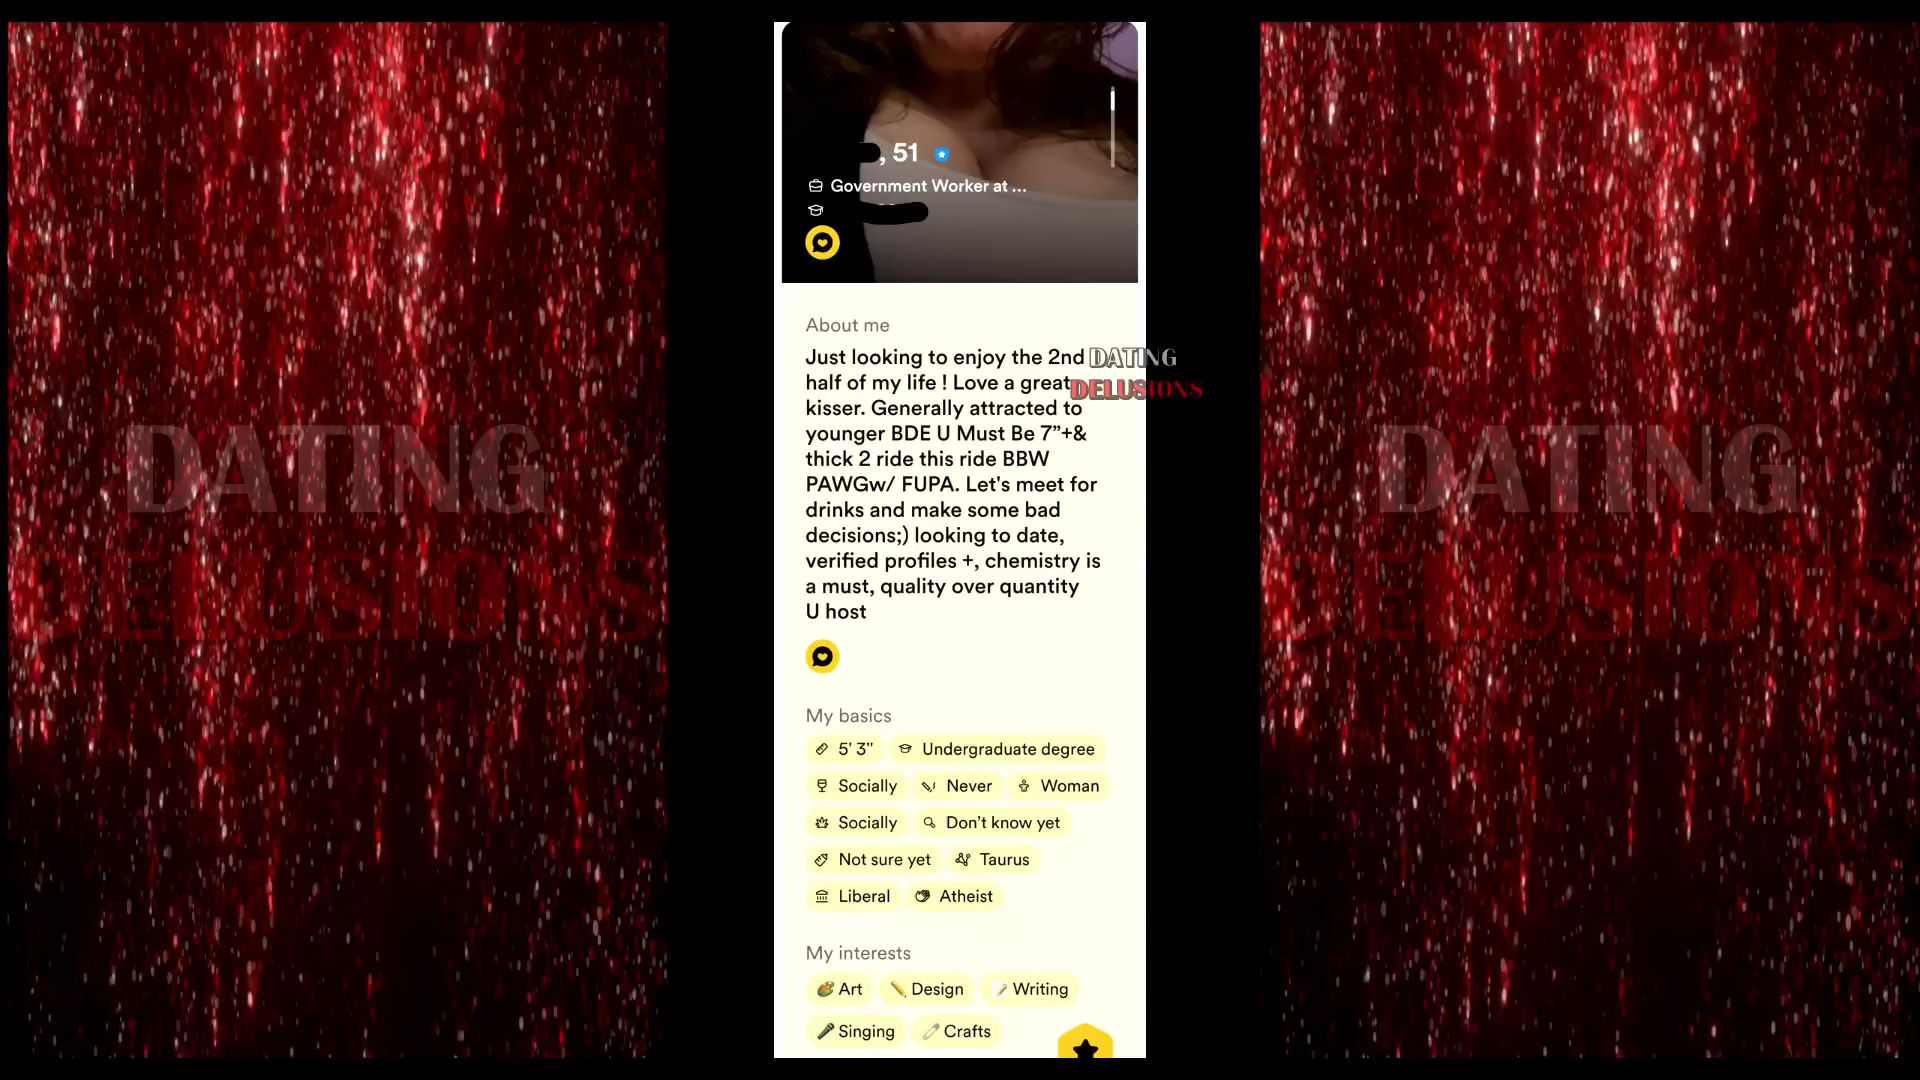 , 51
Government Worker at ...
About me
Just looking to enjoy the 2nd
half of my life ! Love a great
kisser. Generally attracted to
younger BDE U Must Be 7”+&
thick 2 ride this ride BBW
PAWGw/ FUPA. Let's meet for
drinks and make some bad
decisions;) looking to date,
verified profiles +, chemistry is
a must, quality over quantity
U host
DATING
DELUSIONS
My basics
5' 3"
Undergraduate degree
Socially
Never
Woman
Socially
Don’t know yet
Not sure yet
Taurus
Liberal
Atheist
My interests
Art
Design
Writing
Singing
Crafts
DATING
DELUSIONS
DATING
DELUSIONS